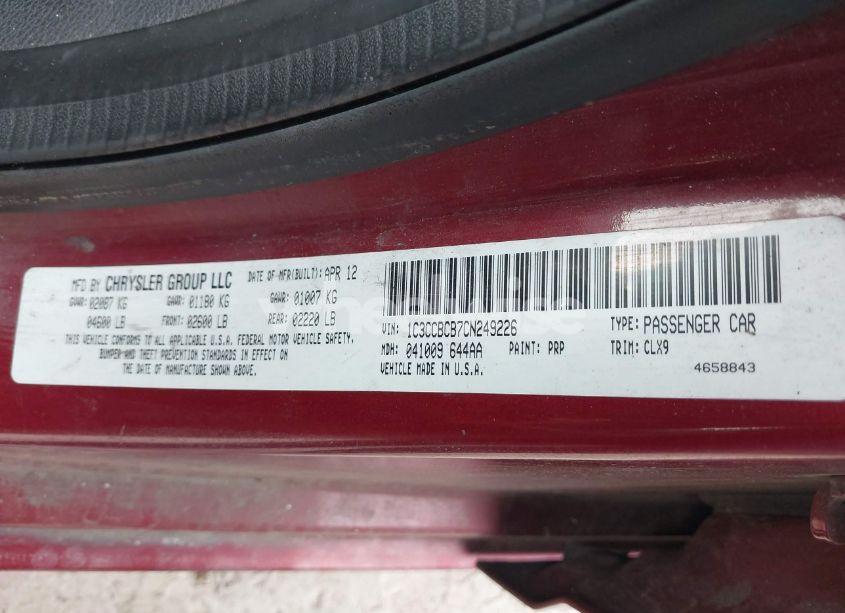 MFD BY CHRYSLER GROUP LLC DATE OF MFR(BUILT): APR 12
GVWR: 02087 KG GAWR: 01180 KG GAWR: 01007 KG
04600 LB FRONT: 02600 LB REAR: 02220 LB
THIS VEHICLE CONFORMS TO ALL APPLICABLE U.S.A. FEDERAL MOTOR VEHICLE SAFETY,
BUMPER AND THEFT PREVENTION STANDARDS IN EFFECT ON
THE DATE OF MANUFACTURE SHOWN ABOVE.
VIN: 1C3CCBCB7CN249226 TYPE: PASSENGER CAR
MDH: 041009 644AA PAINT: PRP TRIM: CLX9
VEHICLE MADE IN U.S.A. 4658843